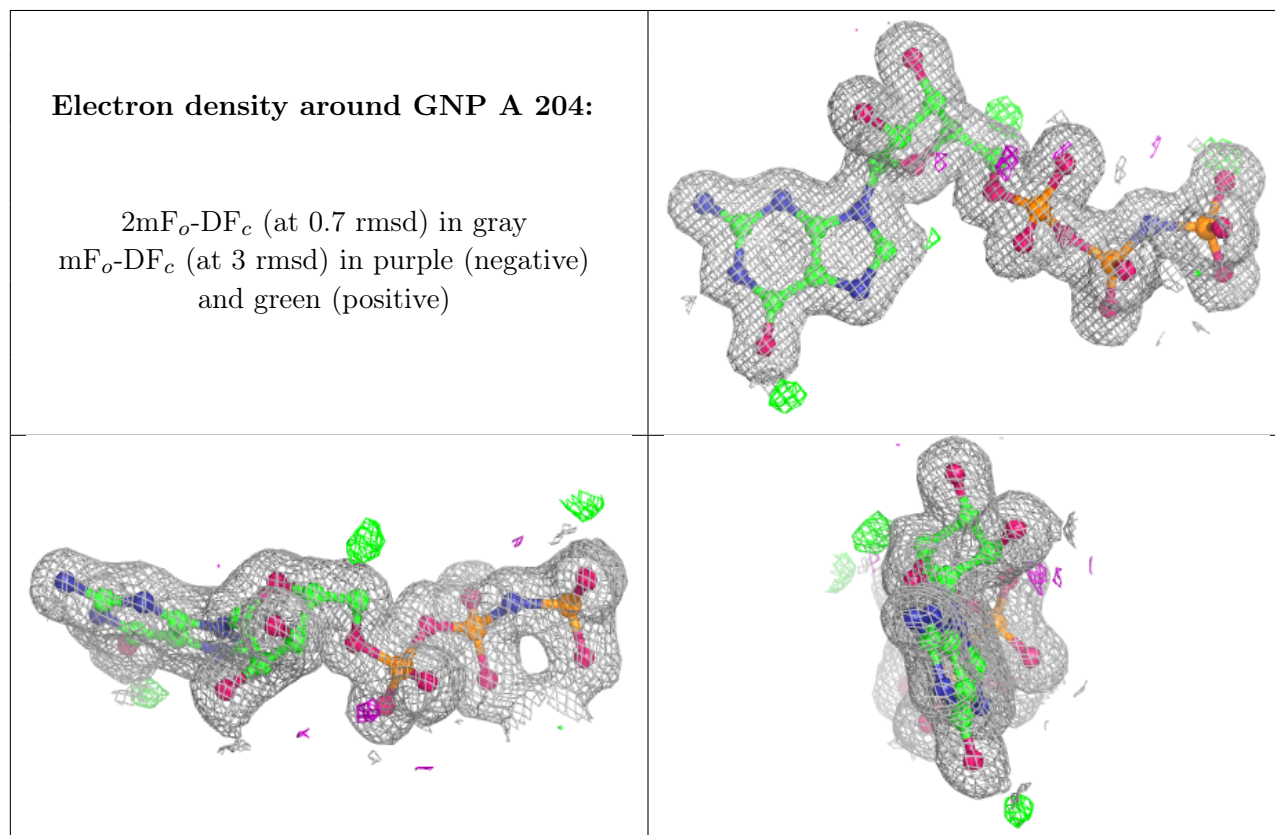 Electron density around GNP A 204:
2mFₒ-DF𝒸 (at 0.7 rmsd) in gray
mFₒ-DF𝒸 (at 3 rmsd) in purple (negative)
and green (positive)